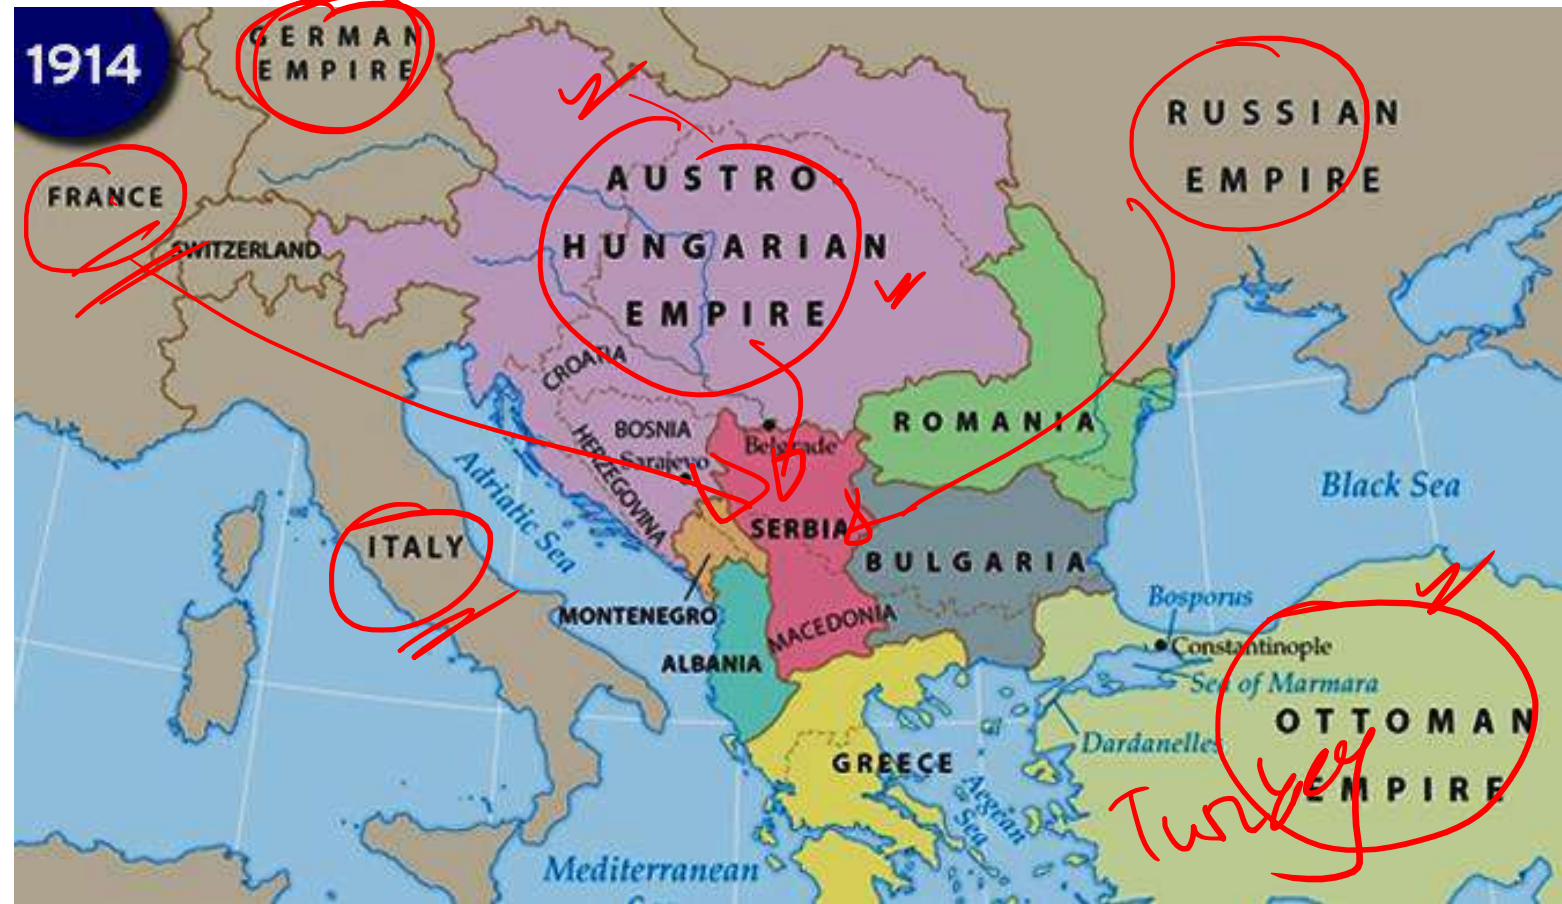 1914
GERMAN
EMPIRE
RUSSIAN
EMPIRE
FRANCE
SWITZERLAND
AUSTRO-
HUNGARIAN
EMPIRE
CROATIA
BOSNIA
HERZEGOVINA
Sarajevo
Belgrade
ROMANIA
Black Sea
Adriatic Sea
SERBIA
ITALY
BULGARIA
MONTENEGRO
MACEDONIA
ALBANIA
Bosporus
Constantinople
Sea of Marmara
OTTOMAN
EMPIRE
Dardanelles
Turkey
GREECE
Aegean
Sea
Mediterranean